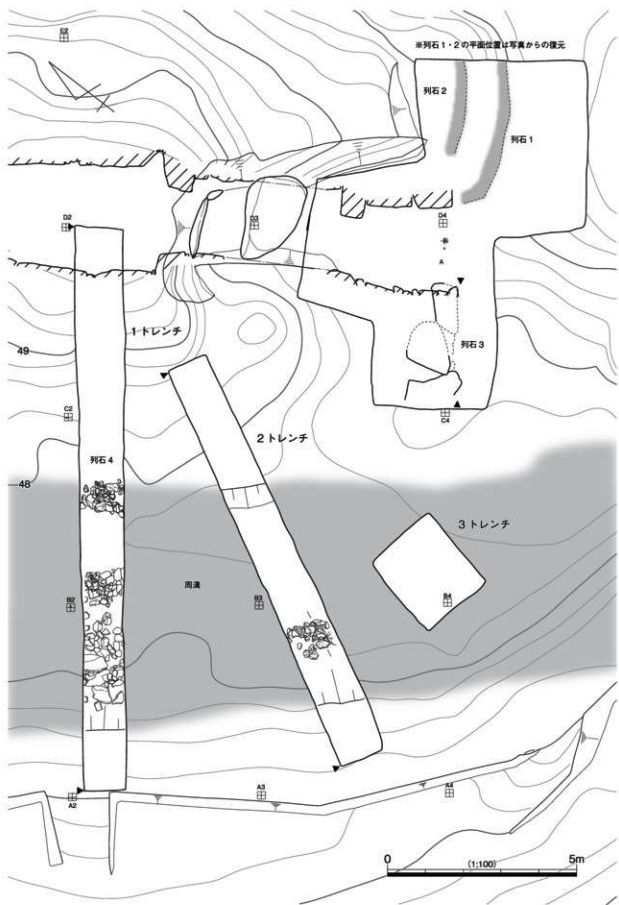 E2
※列石1・2の平面位置は写真からの復元
列石2
列石1
D2
D3
D4
A
1トレンチ
列石3
49
C2
C4
2トレンチ
列石4
48
3トレンチ
周溝
B2
B3
B4
A2
A3
A4
0
(1:100)
5m